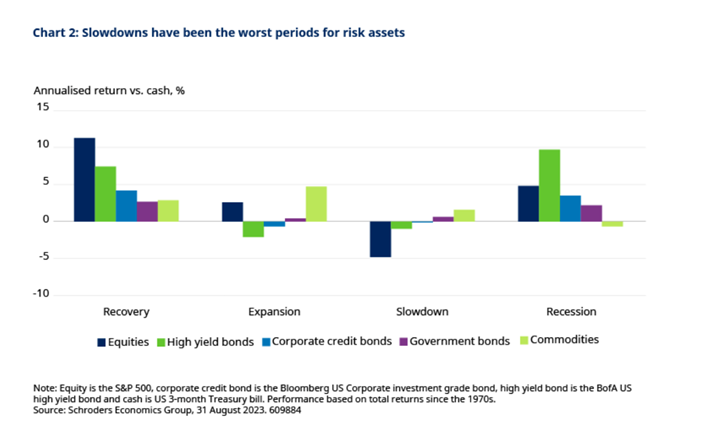 Chart 2: Slowdowns have been the worst periods for risk assets
Annualised return vs. cash, %
15
10
5
0
-5
-10
Recovery Expansion Slowdown Recession
Equities High yield bonds Corporate credit bonds Government bonds Commodities
Note: Equity is the S&P 500, corporate credit bond is the Bloomberg US Corporate investment grade bond, high yield bond is the BofA US
high yield bond and cash is US 3-month Treasury bill. Performance based on total returns since the 1970s.
Source: Schroders Economics Group, 31 August 2023. 609884